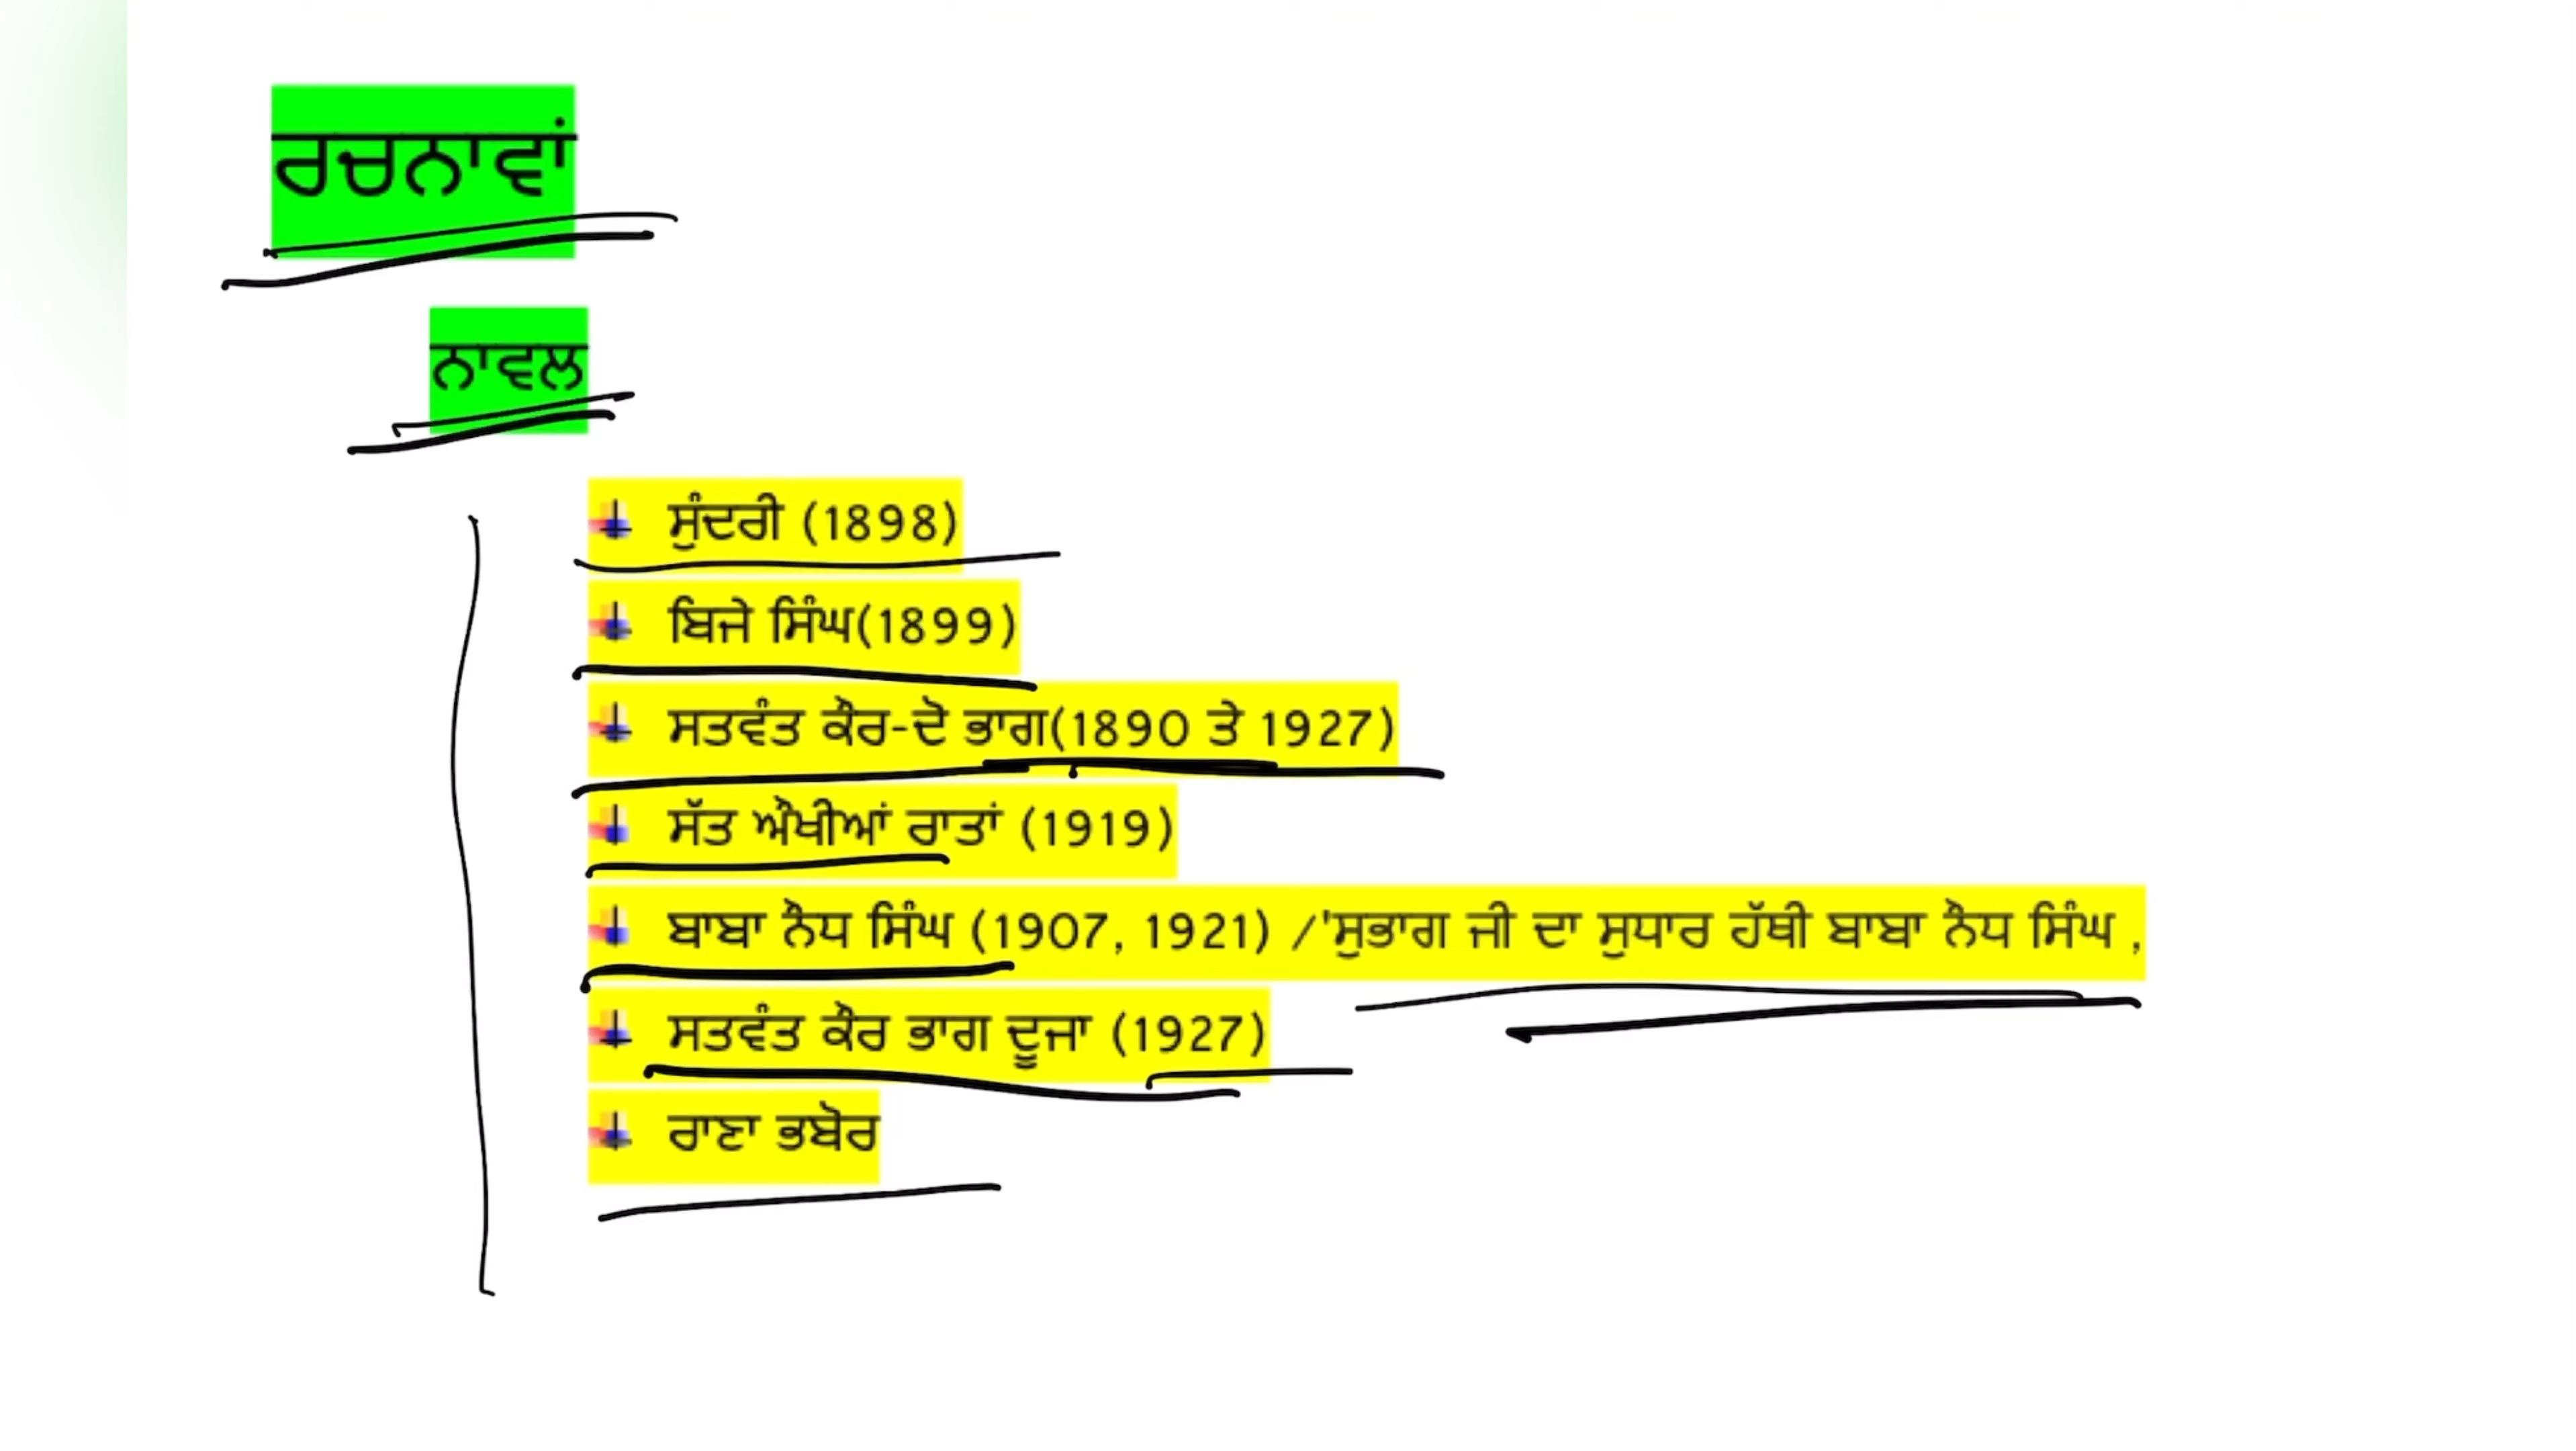 ਰਚਨਾਵਾਂ
ਨਾਵਲ
ਸੁੰਦਰੀ (1898)
ਬਿਜੇ ਸਿੰਘ(1899)
ਸਤਵੰਤ ਕੌਰ-ਦੋ ਭਾਗ(1890 ਤੇ 1927)
ਸੱਤ ਔਖੀਆਂ ਰਾਤਾਂ (1919)
ਬਾਬਾ ਨੌਧ ਸਿੰਘ (1907, 1921) /'ਸੁਭਾਗ ਜੀ ਦਾ ਸੁਧਾਰ ਹੱਥੀ ਬਾਬਾ ਨੌਧ ਸਿੰਘ ,
ਸਤਵੰਤ ਕੌਰ ਭਾਗ ਦੂਜਾ (1927)
ਰਾਣਾ ਭਬੋਰ